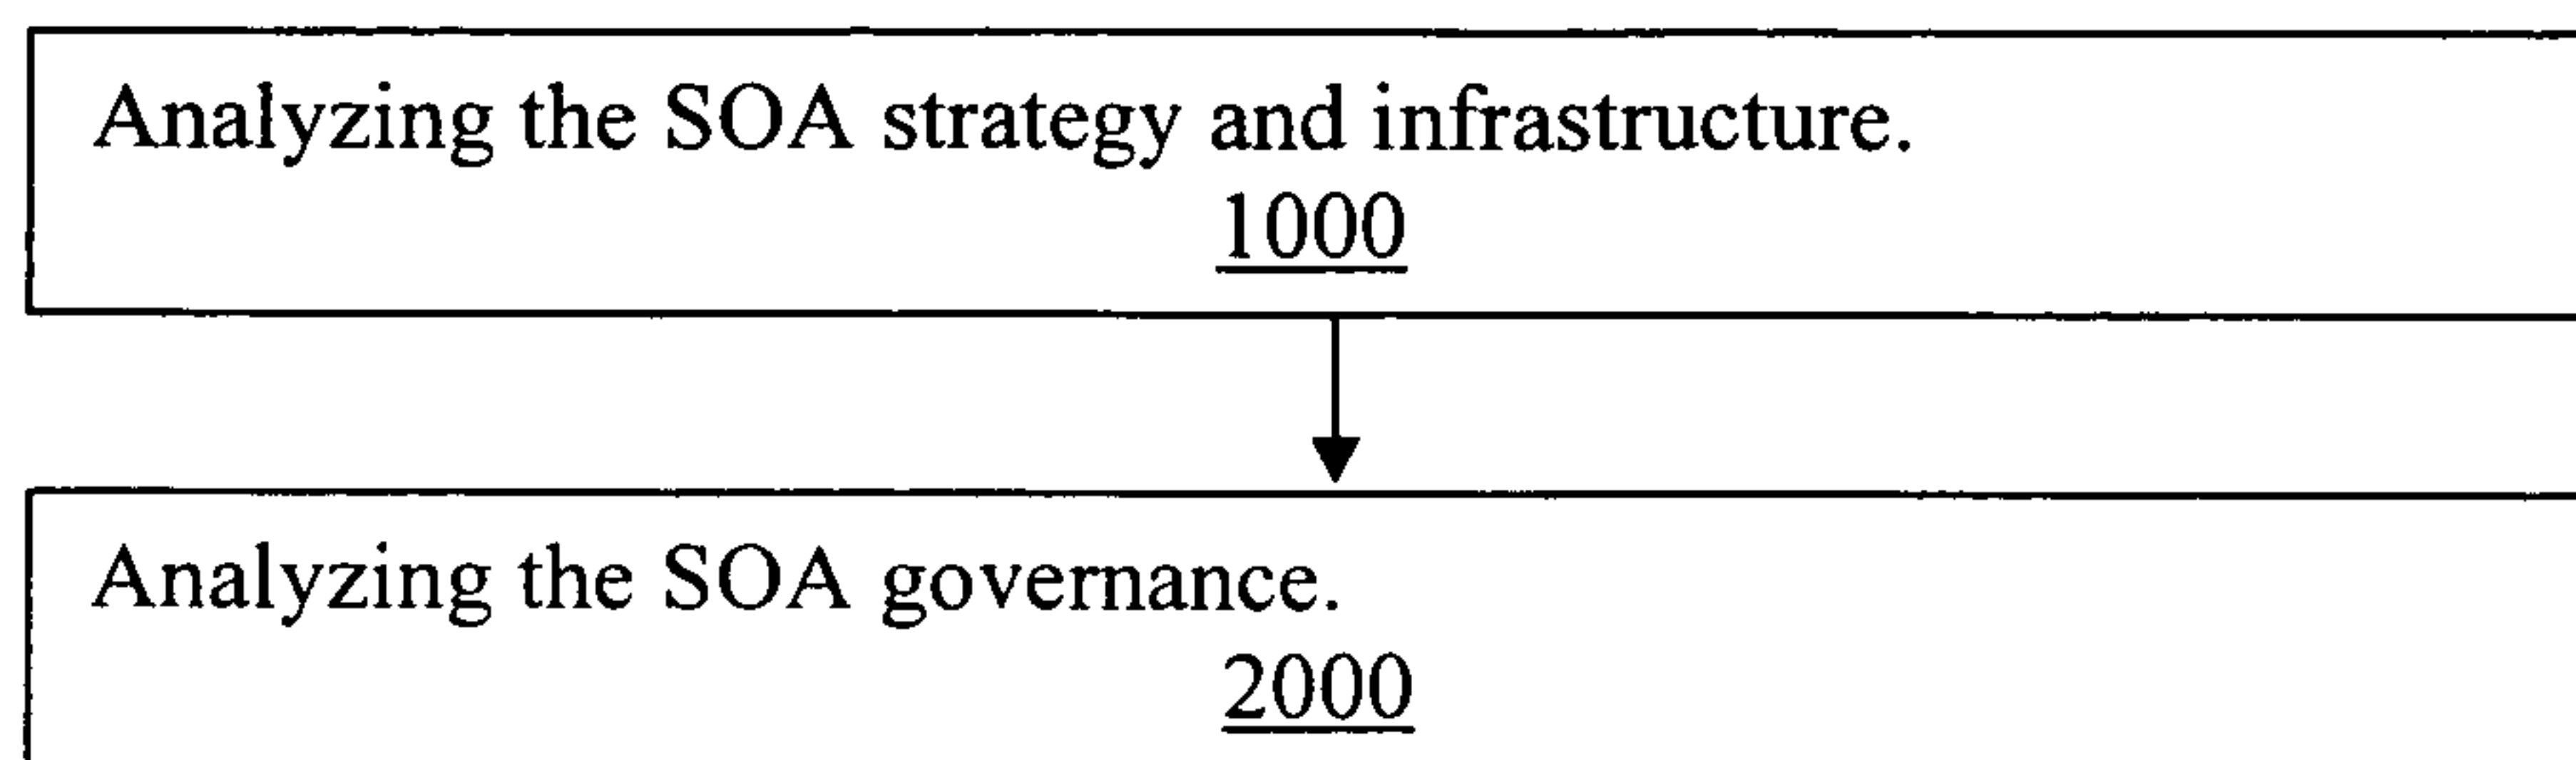 Analyzing the SOA strategy and infrastructure.
1000
Analyzing the SOA governance.
2000